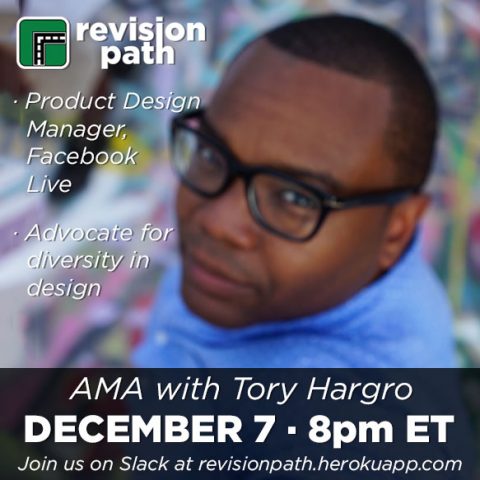 revision
path
· Product Design
Manager,
Facebook
Live
· Advocate for
diversity in
design
AMA with Tory Hargro
DECEMBER 7 · 8pm ET
Join us on Slack at revisionpath.herokuapp.com